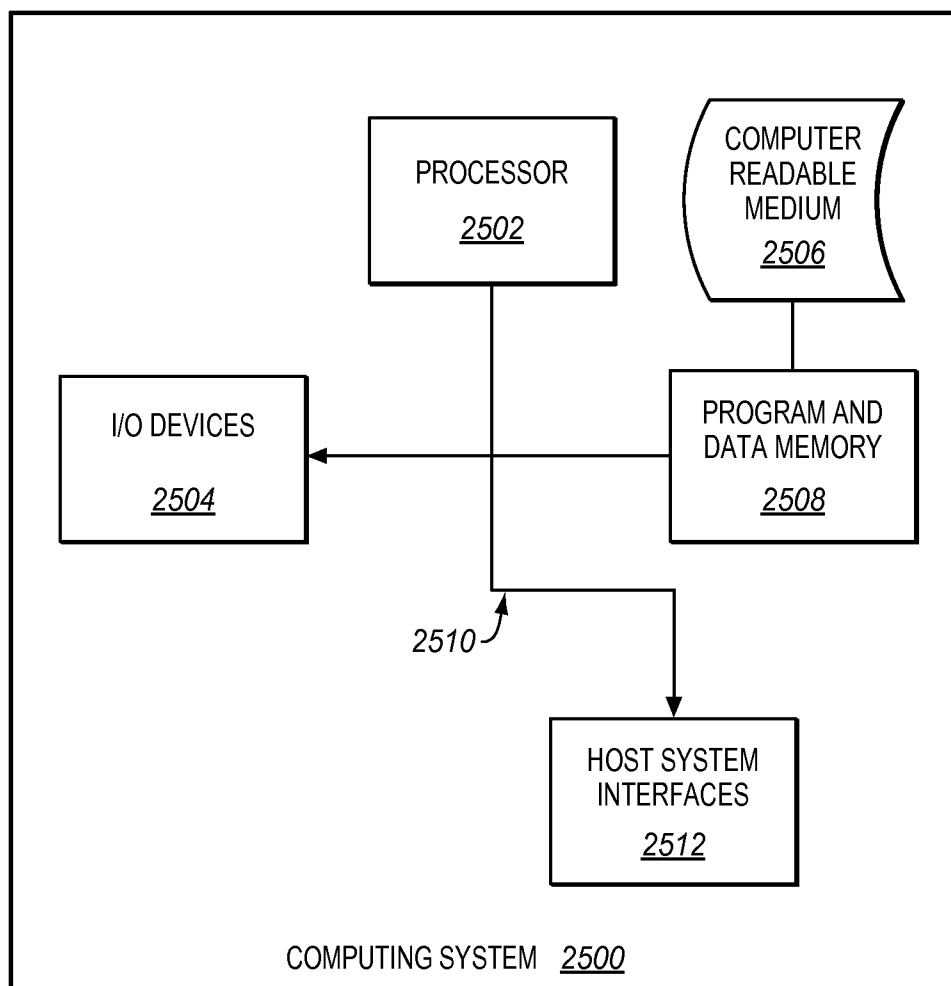 PROCESSOR
2502
COMPUTER
READABLE
MEDIUM
2506
I/O DEVICES
2504
PROGRAM AND
DATA MEMORY
2508
2510
HOST SYSTEM
INTERFACES
2512
COMPUTING SYSTEM 2500